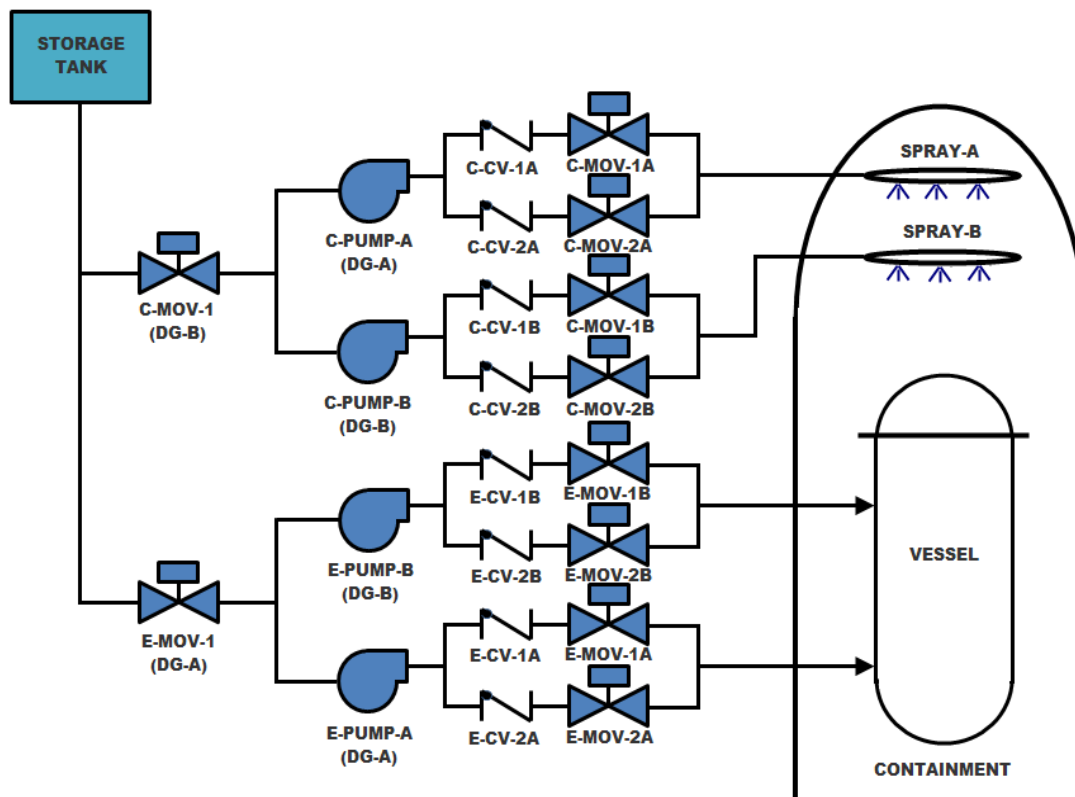 STORAGE
TANK
C-MOV-1
(DG-B)
C-PUMP-A
(DG-A)
C-CV-1A
C-MOV-1A
C-CV-2A
C-MOV-2A
SPRAY-A
SPRAY-B
C-PUMP-B
(DG-B)
C-CV-1B
C-MOV-1B
C-CV-2B
C-MOV-2B
E-MOV-1
(DG-A)
E-PUMP-B
(DG-B)
E-CV-1B
E-MOV-1B
E-CV-2B
E-MOV-2B
E-PUMP-A
(DG-A)
E-CV-1A
E-MOV-1A
E-CV-2A
E-MOV-2A
VESSEL
CONTAINMENT